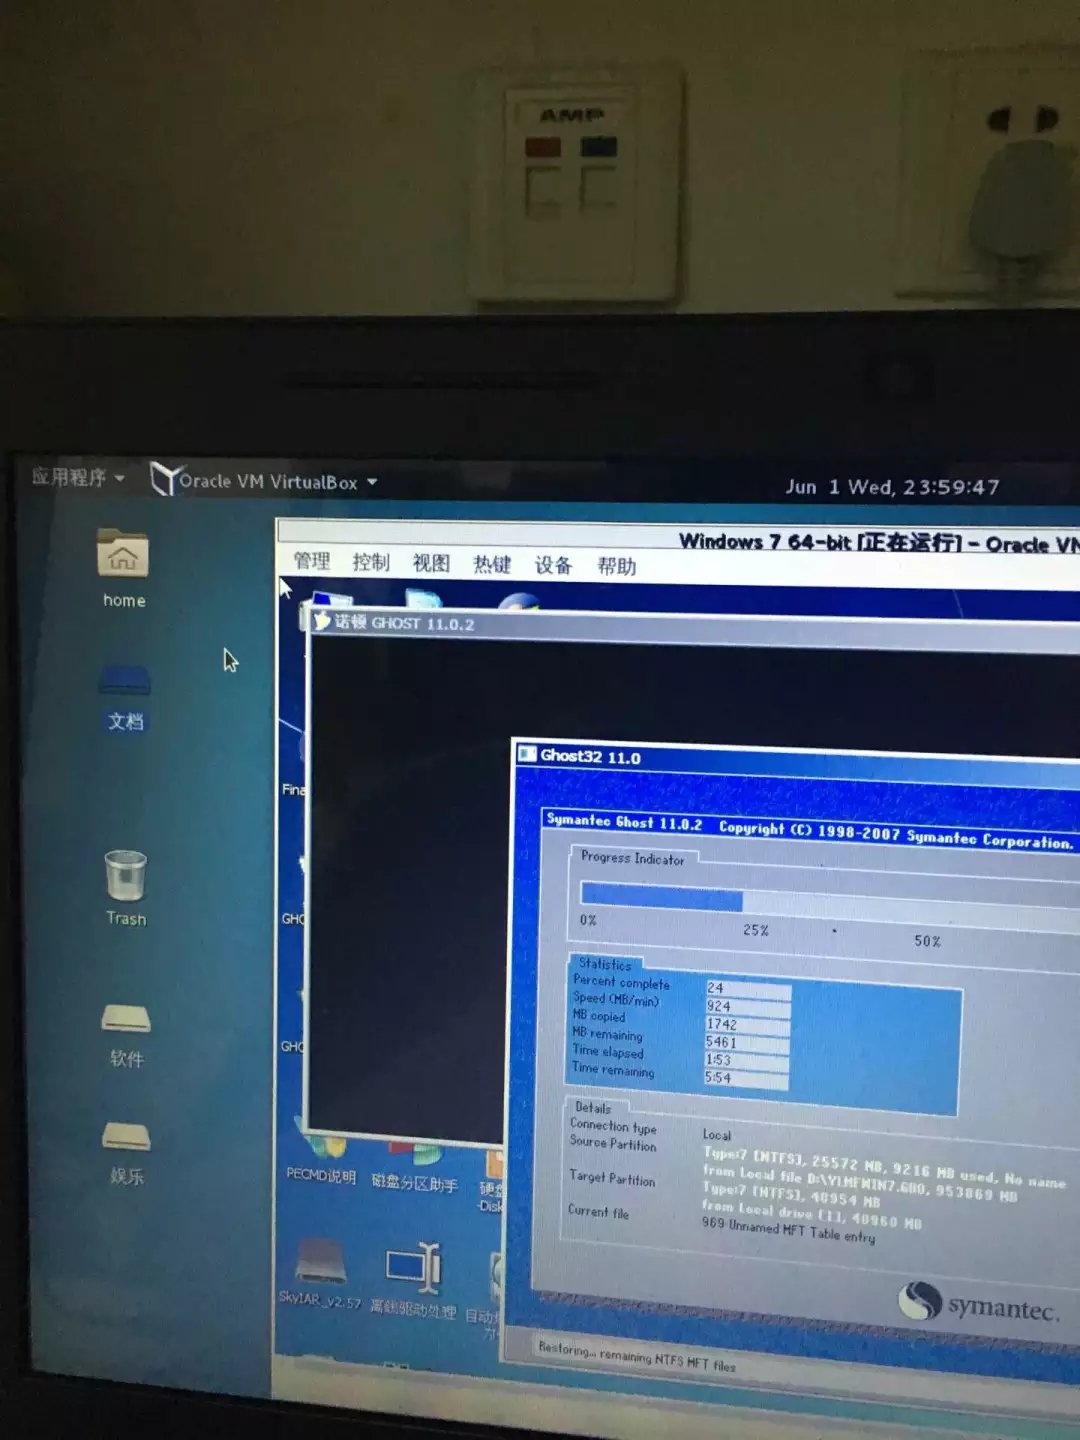 AMP
应用程序
Oracle VM VirtualBox
Jun 1 Wed, 23:59:47
Windows 7 64-bit [正在运行] - Oracle VM
管理 控制 视图 热键 设备 帮助
home
诺顿 GHOST 11.0.2
文档
Ghost32 11.0
Fina
Symantec Ghost 11.0.2 Copyright (C) 1998-2007 Symantec Corporation.
Progress Indicator
0% 25% 50%
Trash
GHO
Statistics
Percent complete 24
Speed (MB/min) 924
MB copied 1742
MB remaining 5461
Time elapsed 1:53
Time remaining 5:54
GHO
软件
Details
Connection type Local
Source Partition Type:7 [NTFS], 25572 MB, 9216 MB used, No name
from Local file D:\YLMFWIN7.GHO, 953869 MB
Target Partition Type:7 [NTFS], 40954 MB
from Local drive [1], 40960 MB
Current file 969 Unnamed MFT Table entry
娱乐
PECMD说明 磁盘分区助手 硬盘
-Disk
SkyIAR_v2.57 离线驱动处理 自动
symantec.
Restoring... remaining NTFS MFT files